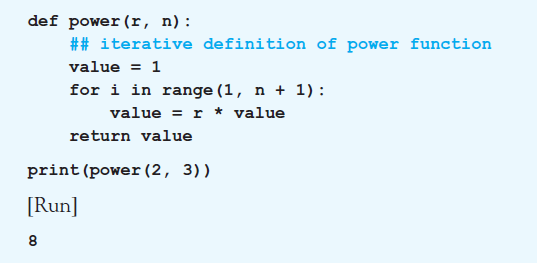 def power(r, n):
    ## iterative definition of power function
    value = 1
    for i in range(1, n + 1):
        value = r * value
    return value
print(power(2, 3))
[Run]
8